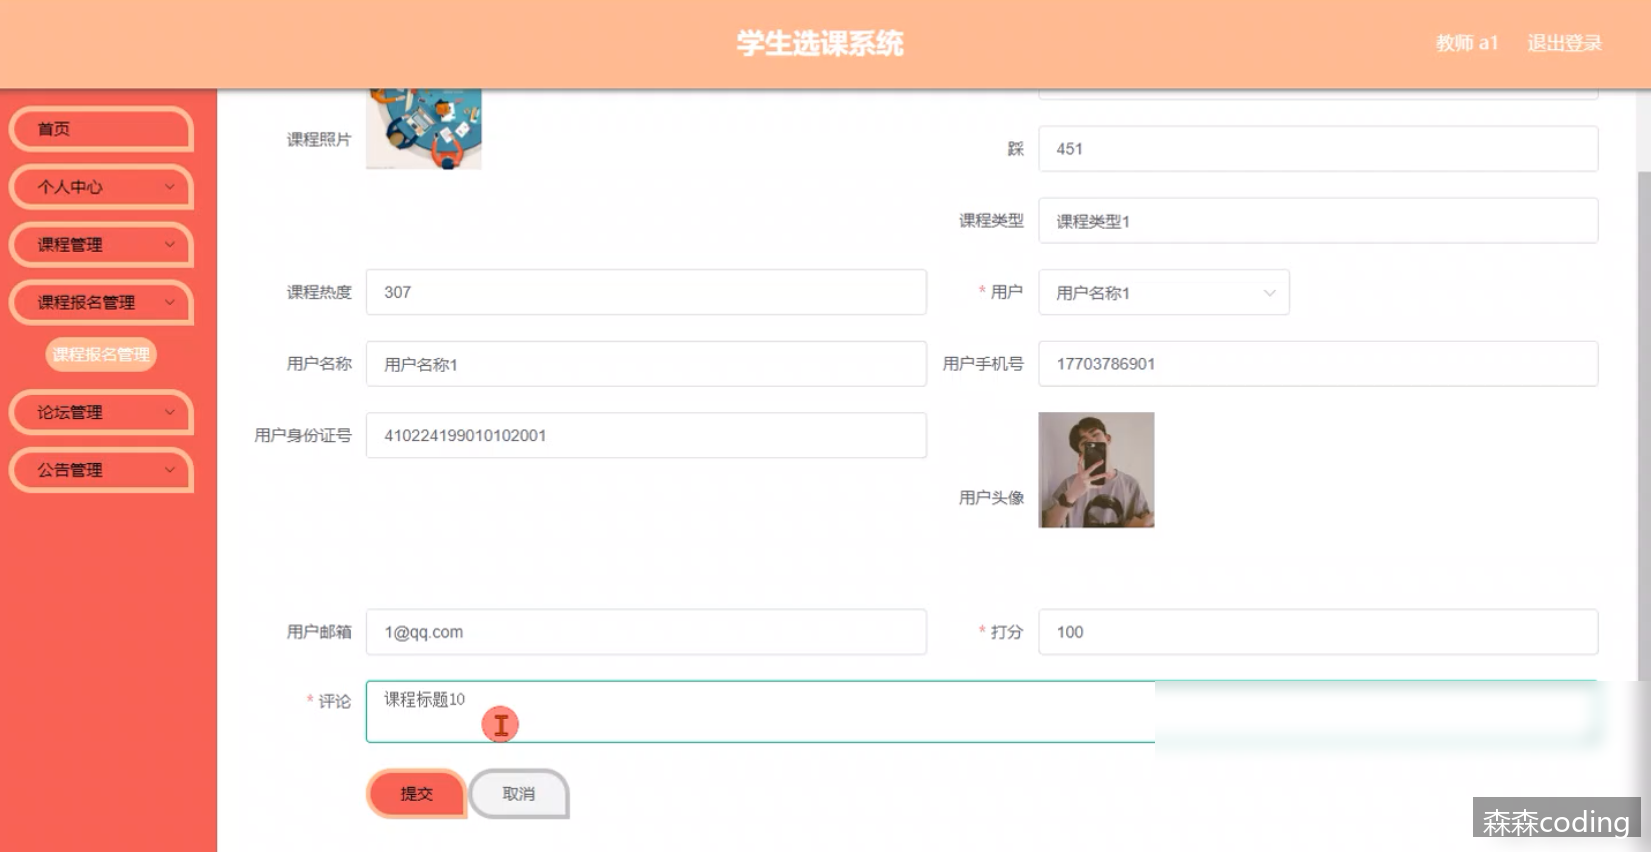 学生选课系统
教师 a1 退出登录
首页
个人中心
课程管理
课程报名管理
课程报名管理
论坛管理
公告管理
课程照片
踩 451
课程类型 课程类型1
课程热度 307
* 用户 用户名称1
用户名称 用户名称1
用户手机号 17703786901
用户身份证号 410224199010102001
用户头像
用户邮箱 1@qq.com
* 打分 100
* 评论 课程标题10
提交 取消
森森coding